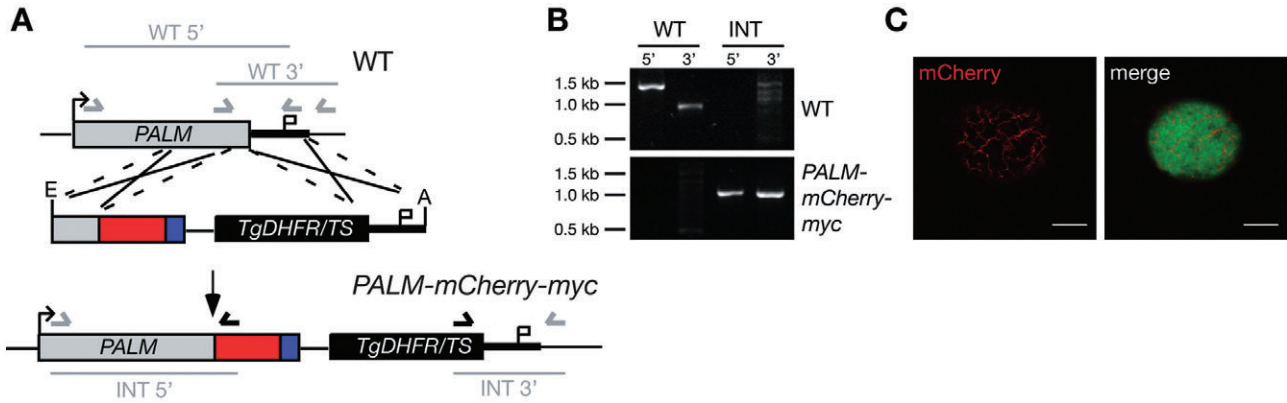 A
WT 5’
WT 3’
WT
PALM
E
A
TgDHFR/TS
PALM-mCherry-myc
PALM
TgDHFR/TS
INT 5’
INT 3’
B
WT INT
5’ 3’ 5’ 3’
1.5 kb
1.0 kb
0.5 kb
WT
1.5 kb
1.0 kb
0.5 kb
PALM-
mCherry-
myc
C
mCherry
merge